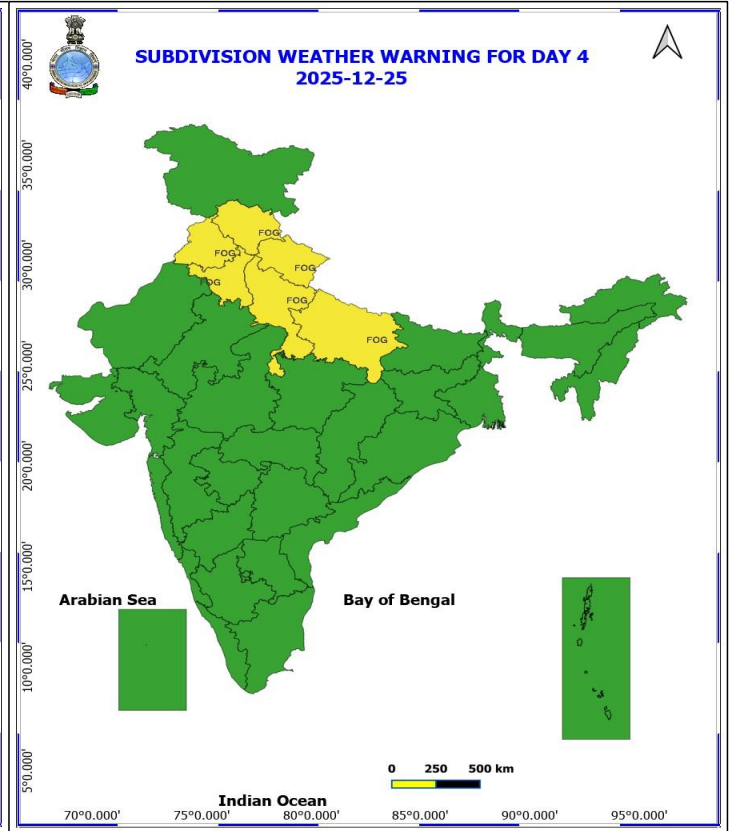 SUBDIVISION WEATHER WARNING FOR DAY 4
2025-12-25
40°0.000'
35°0.000'
30°0.000'
25°0.000'
20°0.000'
15°0.000'
10°0.000'
5°0.000'
FOG
FOG
FOG
FOG
FOG
FOG
Arabian Sea
Bay of Bengal
0 250 500 km
Indian Ocean
70°0.000' 75°0.000' 80°0.000' 85°0.000' 90°0.000' 95°0.000'